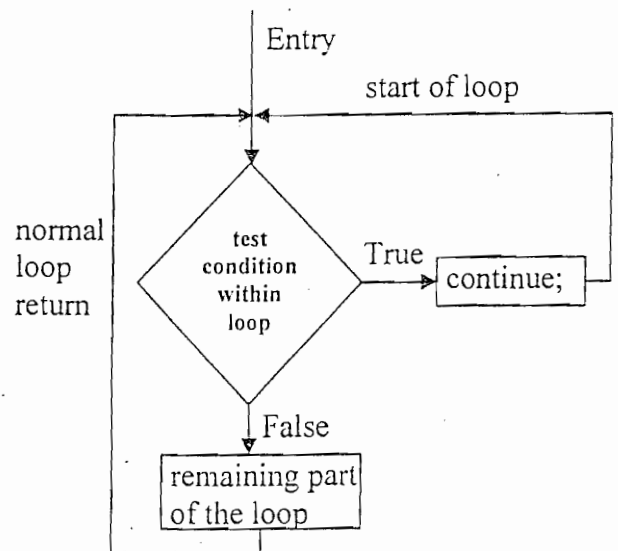 Entry
start of loop
normal
loop
return
test
condition
within
loop
True
continue;
False
remaining part
of the loop